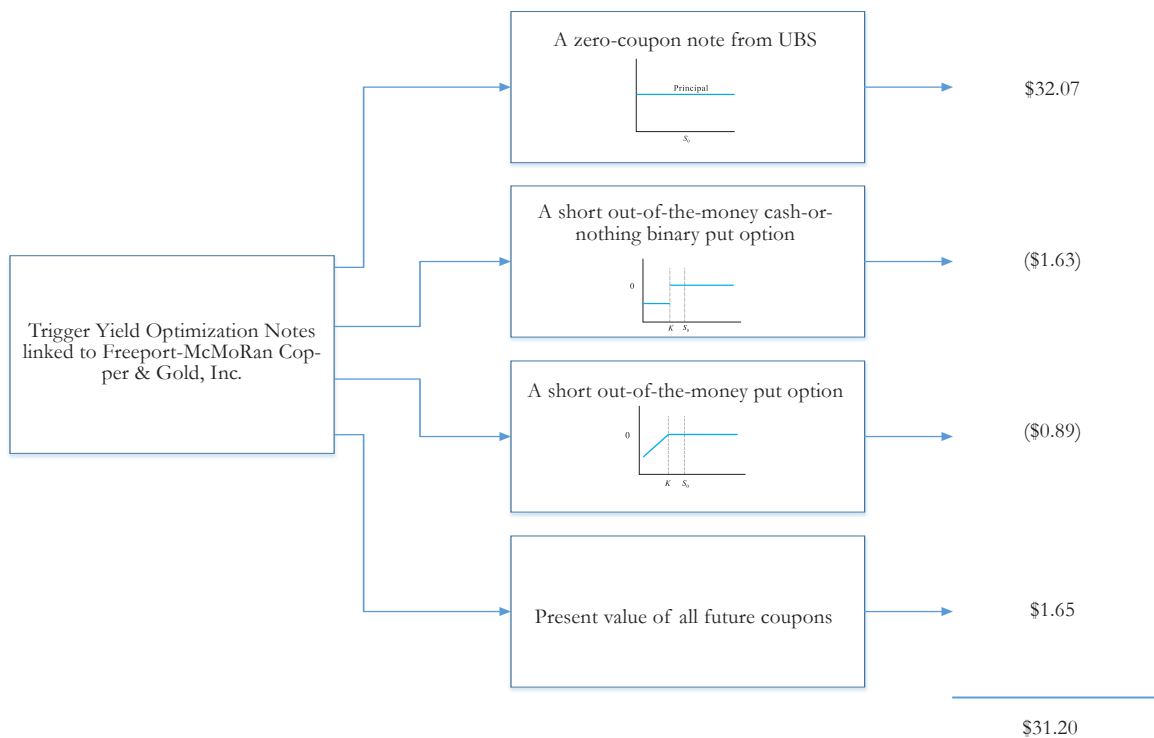 A zero-coupon note from UBS
Principal
S₀
$32.07
A short out-of-the-money cash-or-
nothing binary put option
0
K
S₀
($1.63)
Trigger Yield Optimization Notes
linked to Freeport-McMoRan Cop-
per & Gold, Inc.
A short out-of-the-money put option
0
K
S₀
($0.89)
Present value of all future coupons
$1.65
$31.20